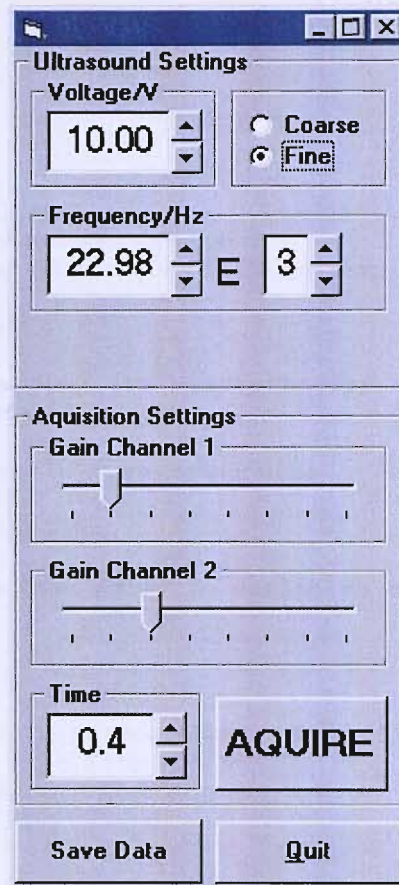 Ultrasound Settings
Voltage/V
10.00
Coarse
Fine
Frequency/Hz
22.98 E 3
Aquisition Settings
Gain Channel 1
Gain Channel 2
Time
0.4
AQUIRE
Save Data
Quit